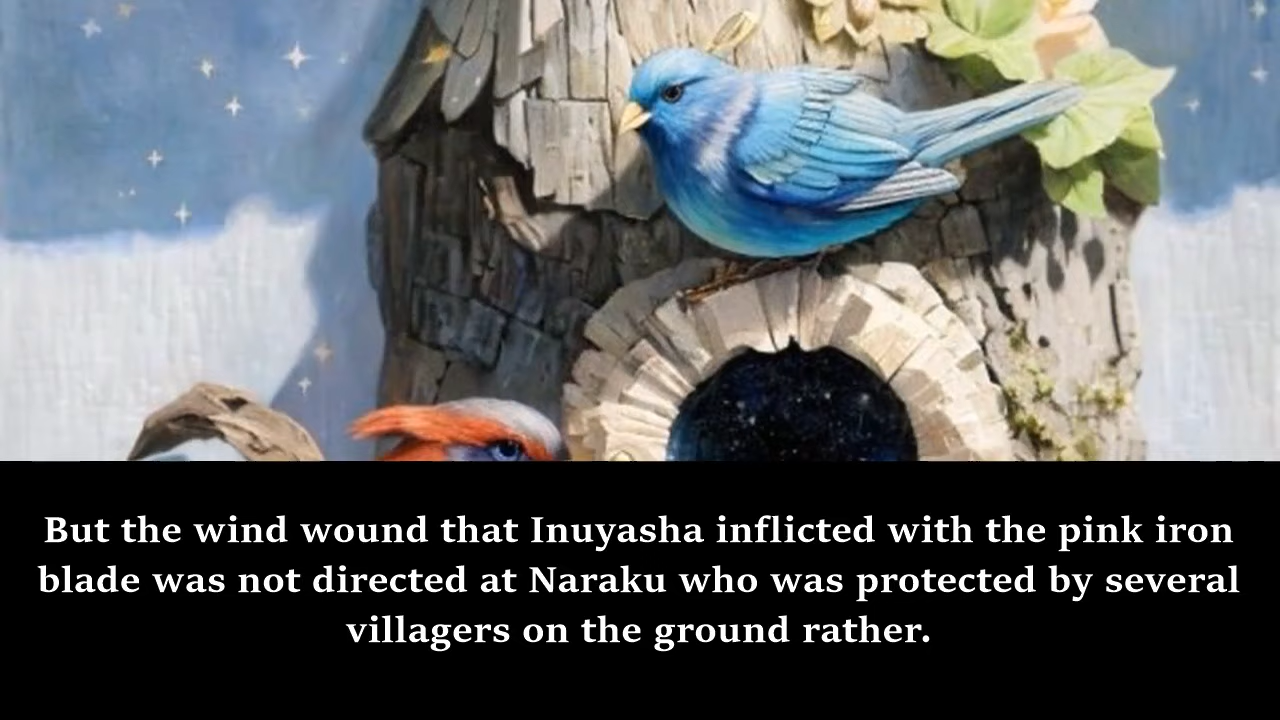 But the wind wound that Inuyasha inflicted with the pink iron
blade was not directed at Naraku who was protected by several
villagers on the ground rather.